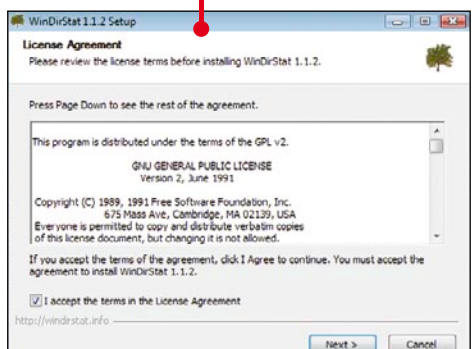 WinDirStat 1.1.2 Setup
License Agreement
Please review the license terms before installing WinDirStat 1.1.2.
Press Page Down to see the rest of the agreement.
This program is distributed under the terms of the GPL v2.
GNU GENERAL PUBLIC LICENSE
Version 2, June 1991
Copyright (C) 1989, 1991 Free Software Foundation, Inc.
675 Mass Ave, Cambridge, MA 02139, USA
Everyone is permitted to copy and distribute verbatim copies
of this license document, but changing it is not allowed.
If you accept the terms of the agreement, click I Agree to continue. You must accept the
agreement to install WinDirStat 1.1.2.
I accept the terms in the License Agreement
http://windirstat.info
Next >
Cancel